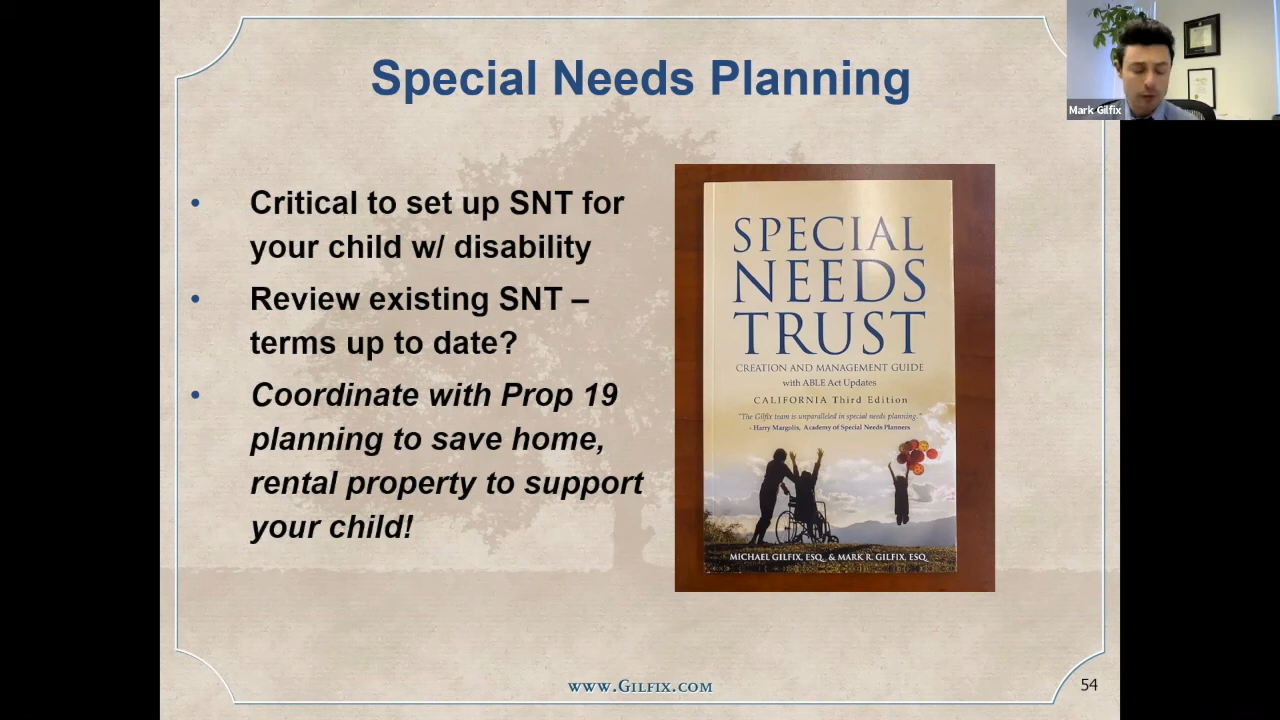 Special Needs Planning
Mark Gilfix
• Critical to set up SNT for
your child w/ disability
• Review existing SNT –
terms up to date?
• Coordinate with Prop 19
planning to save home,
rental property to support
your child!
SPECIAL
NEEDS
TRUST
CREATION AND MANAGEMENT GUIDE
with ABLE Act Updates
CALIFORNIA Third Edition
"The Gilfix team is unparalleled in special needs planning."
- Harry Margolis, Academy of Special Needs Planners
MICHAEL GILFIX, ESQ. & MARK R. GILFIX, ESQ.
www.Gilfix.com
54